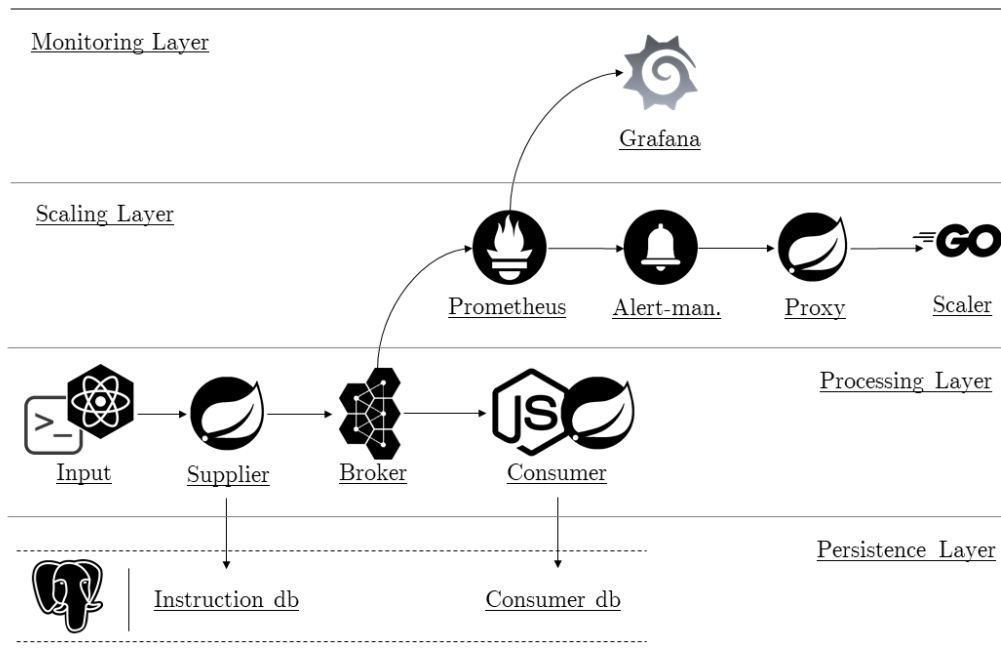 Monitoring Layer
Grafana
Scaling Layer
Prometheus
Alert-man.
Proxy
GO
Scaler
Processing Layer
>_
JS
Input
Supplier
Broker
Consumer
Persistence Layer
Instruction db
Consumer db